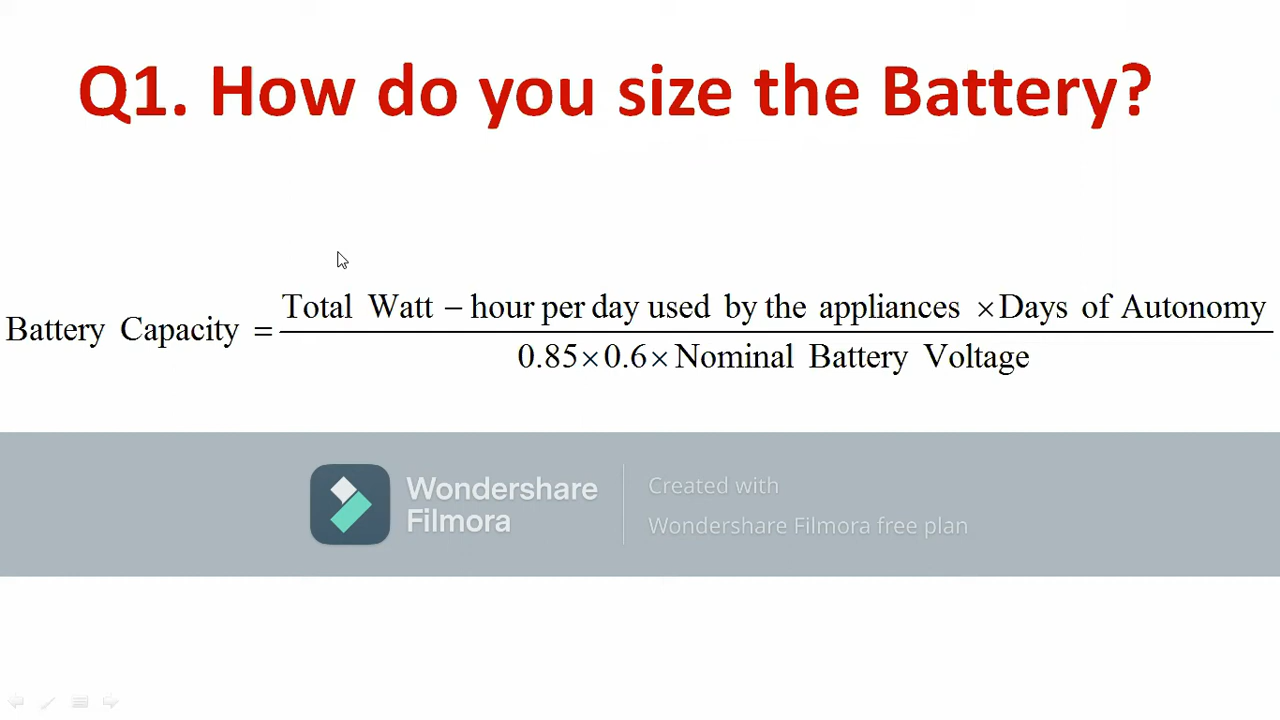 Q1. How do you size the Battery?
Battery Capacity = Total Watt – hour per day used by the appliances × Days of Autonomy
0.85×0.6×Nominal Battery Voltage
Wondershare
Filmora
Created with
Wondershare Filmora free plan